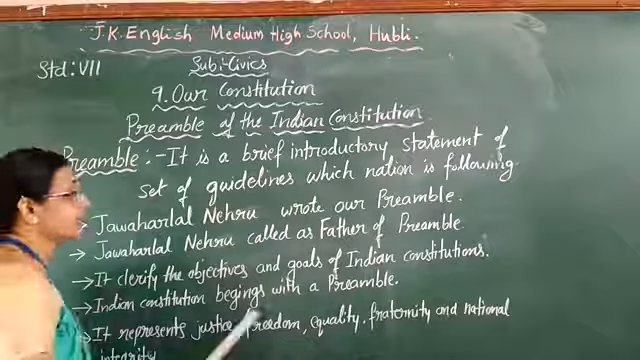 J.K. English Medium High School, Hubli.
Std: VII
Sub:- Civics
9. Our Constitution
Preamble of the Indian Constitution
Preamble:- It is a brief introductory statement of
set of guidelines which nation is following.
Jawaharlal Nehru wrote our Preamble.
→ Jawaharlal Nehru called as Father of Preamble.
→ It clerify the objectives and goals of Indian constitutions.
→ Indian constitution begings with a Preamble.
→ It represents justice, freedom, equality, fraternity and national
integrity